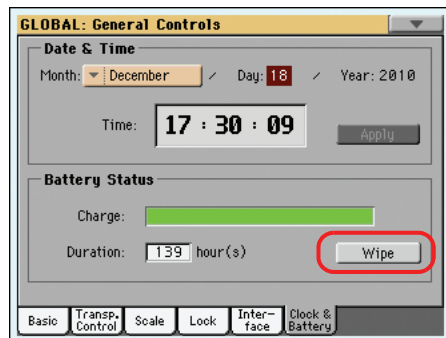 GLOBAL: General Controls
Date & Time
Month: December / Day: 18 / Year: 2010
Time: 17 : 30 : 09
Apply
Battery Status
Charge:
Duration: 139 hour(s) Wipe
Basic Transp. Control Scale Lock Inter-face Clock & Battery